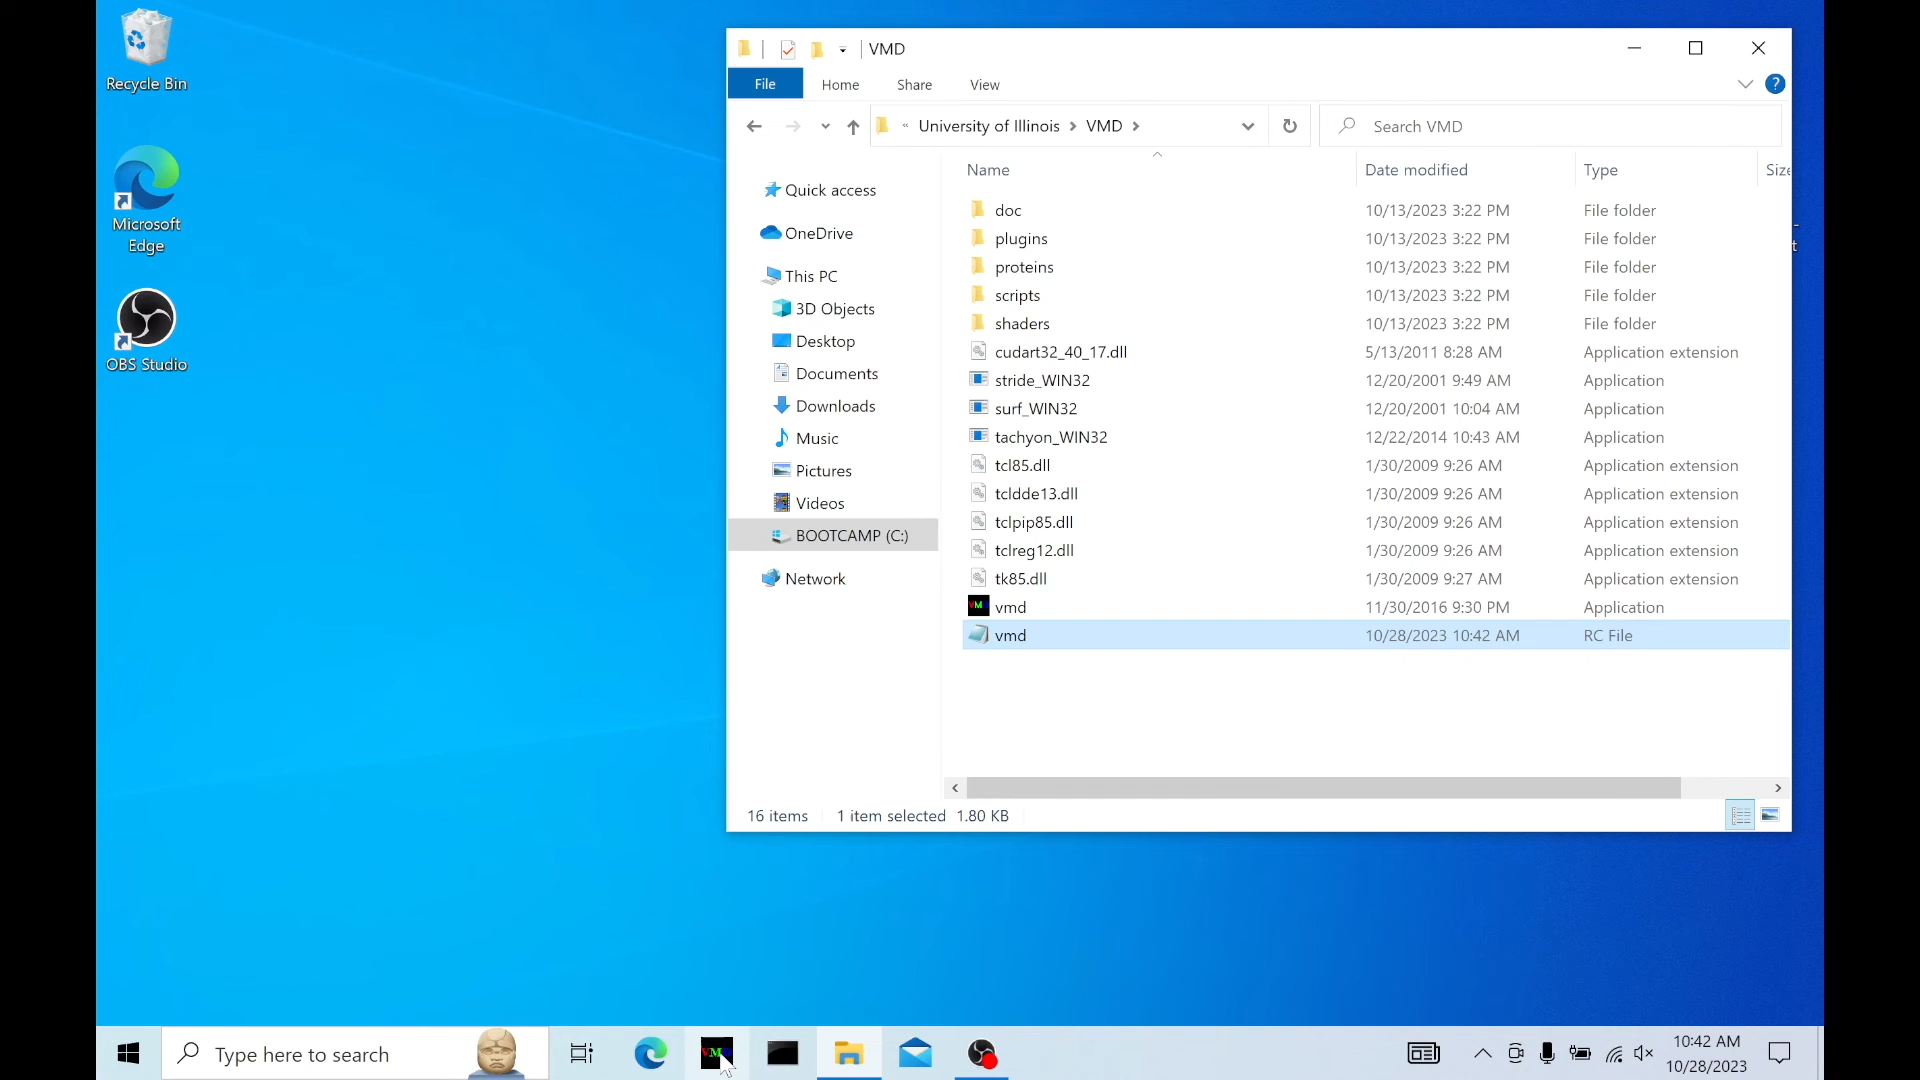 Recycle Bin
Microsoft
Edge
OBS Studio
VMD
File
Home
Share
View
?
« University of Illinois > VMD >
Search VMD
Quick access
OneDrive
This PC
3D Objects
Desktop
Documents
Downloads
Music
Pictures
Videos
BOOTCAMP (C:)
Network
Name Date modified Type Size
doc 10/13/2023 3:22 PM File folder
plugins 10/13/2023 3:22 PM File folder
proteins 10/13/2023 3:22 PM File folder
scripts 10/13/2023 3:22 PM File folder
shaders 10/13/2023 3:22 PM File folder
cudart32_40_17.dll 5/13/2011 8:28 AM Application extension
stride_WIN32 12/20/2001 9:49 AM Application
surf_WIN32 12/20/2001 10:04 AM Application
tachyon_WIN32 12/22/2014 10:43 AM Application
tcl85.dll 1/30/2009 9:26 AM Application extension
tcldde13.dll 1/30/2009 9:26 AM Application extension
tclpip85.dll 1/30/2009 9:26 AM Application extension
tclreg12.dll 1/30/2009 9:26 AM Application extension
tk85.dll 1/30/2009 9:27 AM Application extension
vmd 11/30/2016 9:30 PM Application
vmd 10/28/2023 10:42 AM RC File
16 items 1 item selected 1.80 KB
Type here to search
VMD
10:42 AM
10/28/2023